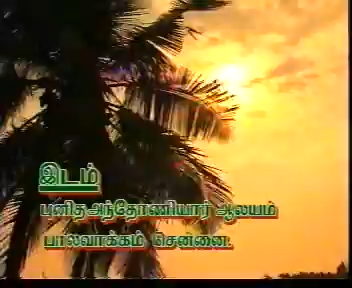 இடம்
புனித அந்தோணியார் ஆலயம்
பாலவாக்கம் சென்னை.